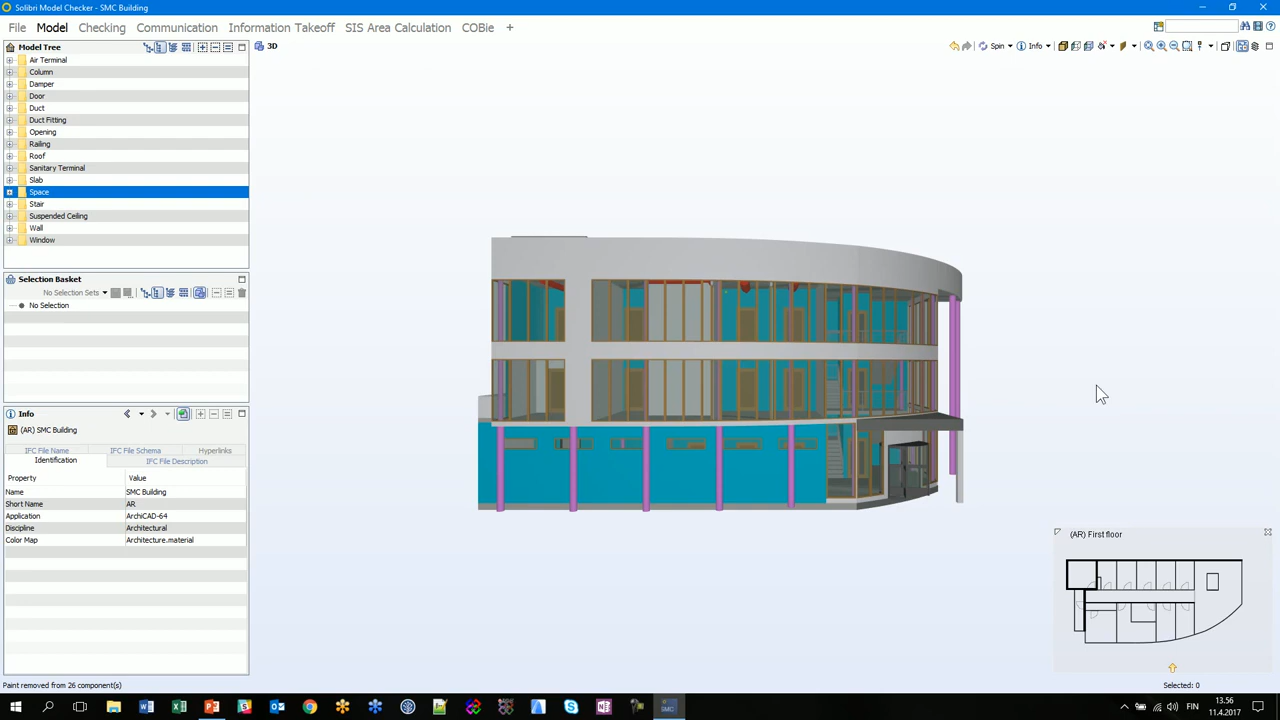 Solibri Model Checker - SMC Building
File Model Checking Communication Information Takeoff SIS Area Calculation COBie +
Model Tree
3D
Spin
Info
Air Terminal
Column
Damper
Door
Duct
Duct Fitting
Opening
Railing
Roof
Sanitary Terminal
Slab
Space
Stair
Suspended Ceiling
Wall
Window
Selection Basket
No Selection Sets
No Selection
Info
(AR) SMC Building
IFC File Name IFC File Schema Hyperlinks
Identification IFC File Description
Property Value
Name SMC Building
Short Name AR
Application ArchiCAD-64
Discipline Architectural
Color Map Architecture.material
(AR) First floor
Paint removed from 26 component(s)
Selected: 0
SMC
FIN
13.56
11.4.2017